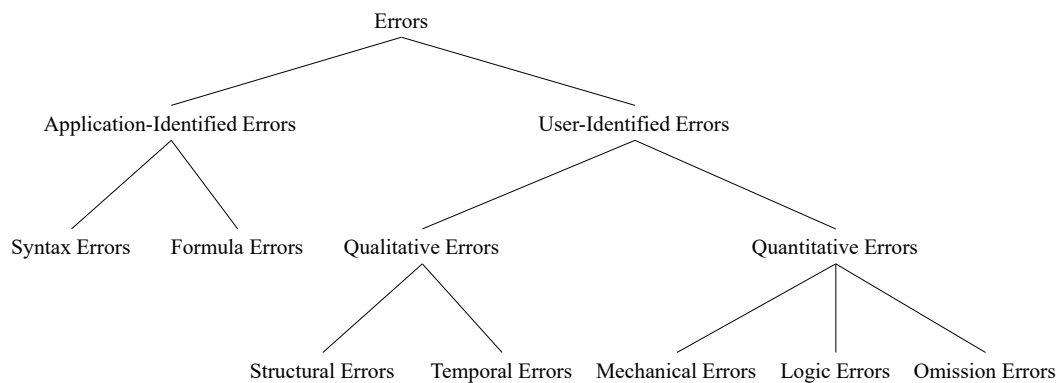 Errors
Application-Identified Errors
User-Identified Errors
Syntax Errors
Formula Errors
Qualitative Errors
Quantitative Errors
Structural Errors
Temporal Errors
Mechanical Errors
Logic Errors
Omission Errors